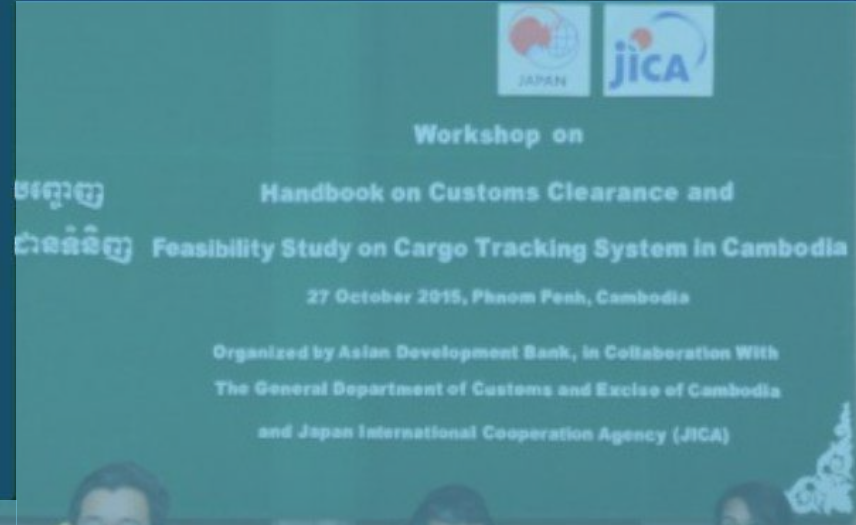 JAPAN
jICA
Workshop on
Handbook on Customs Clearance and
Feasibility Study on Cargo Tracking System in Cambodia
27 October 2015, Phnom Penh, Cambodia
Organized by Asian Development Bank, in Collaboration With
The General Department of Customs and Excise of Cambodia
and Japan International Cooperation Agency (JICA)